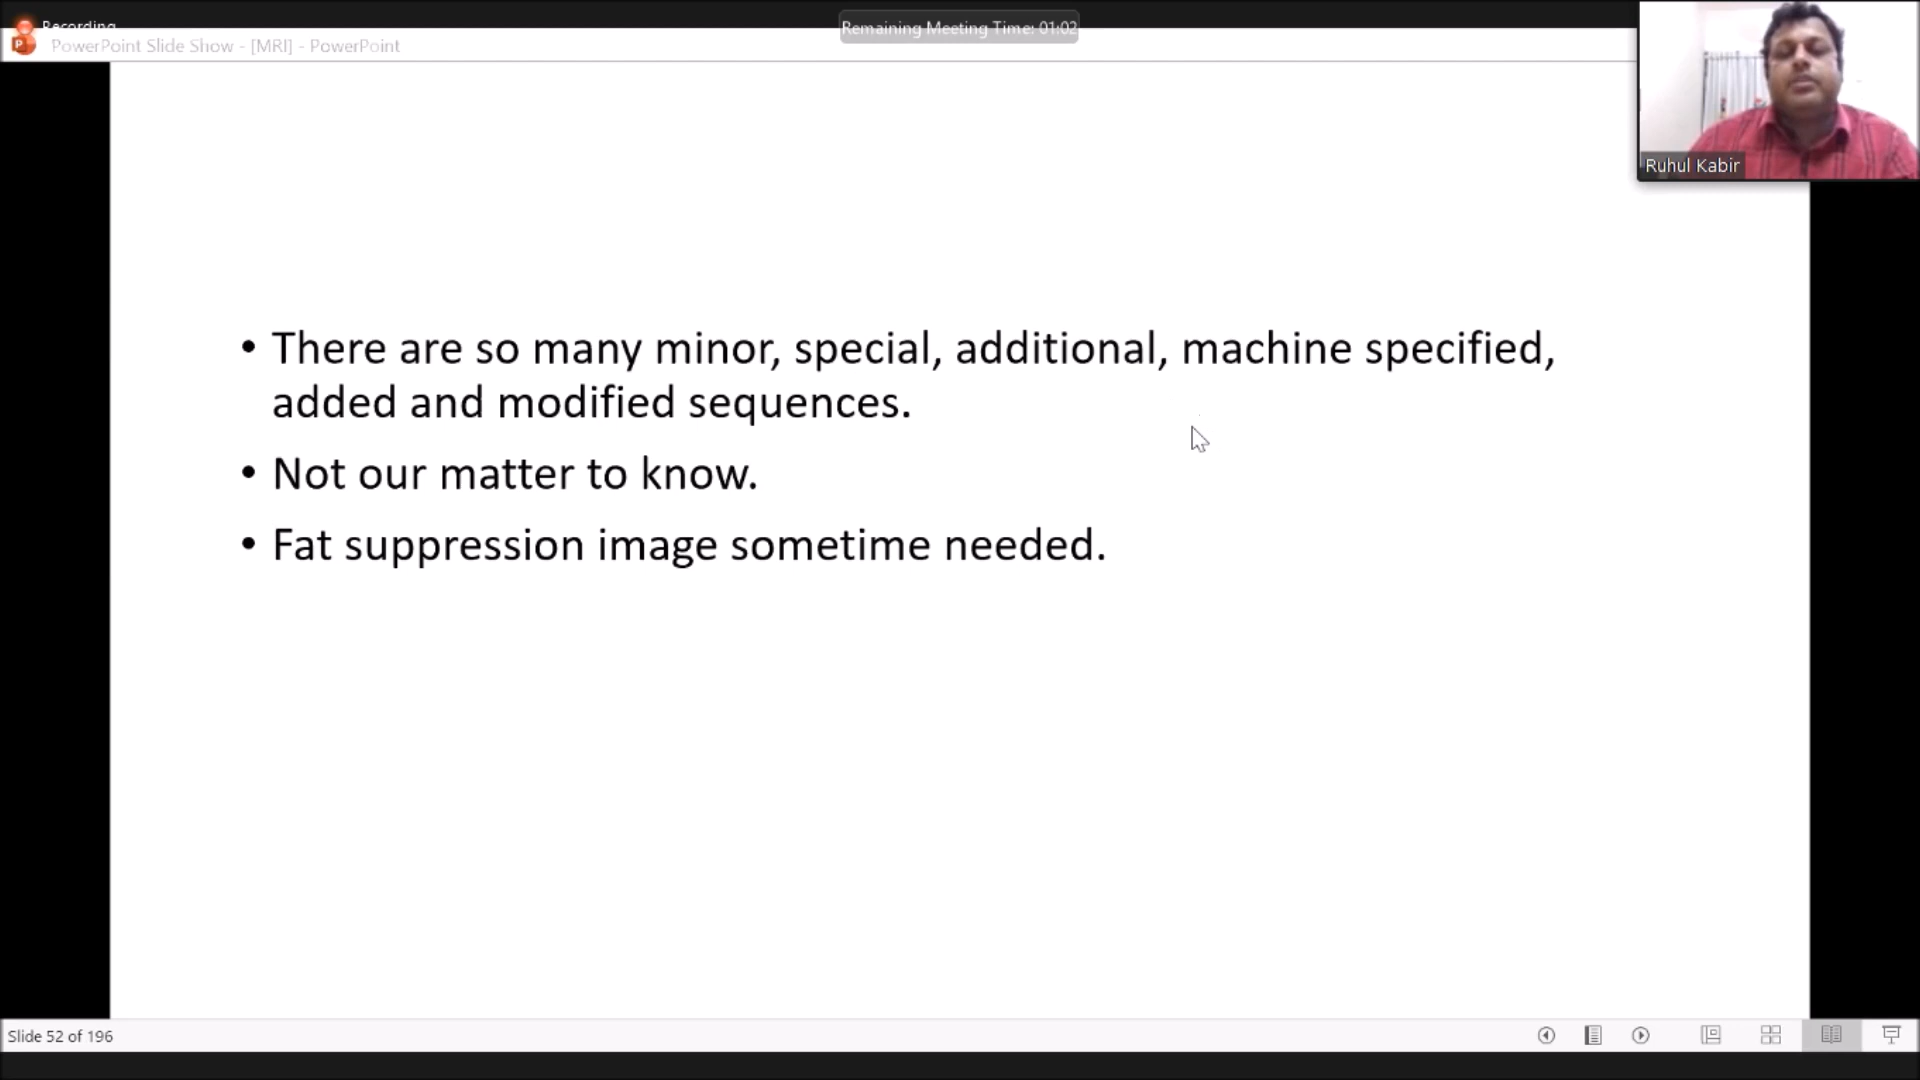 Recording
Remaining Meeting Time: 01:02
PowerPoint Slide Show - [MRI] - PowerPoint
Ruhul Kabir
• There are so many minor, special, additional, machine specified,
added and modified sequences.
• Not our matter to know.
• Fat suppression image sometime needed.
Slide 52 of 196